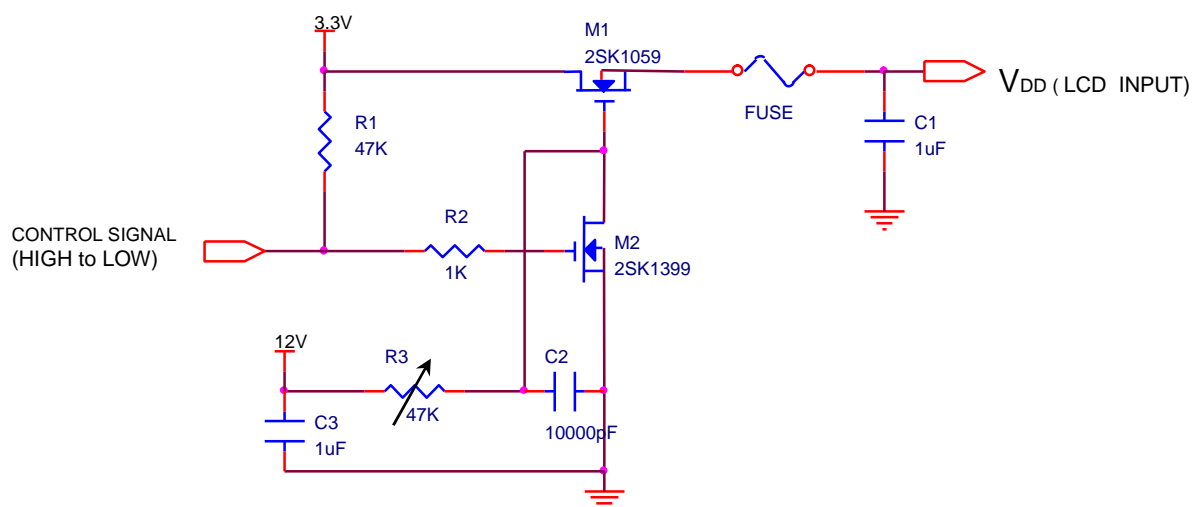 3.3V
M1
2SK1059
FUSE
VDD ( LCD INPUT)
R1
47K
C1
1uF
CONTROL SIGNAL
(HIGH to LOW)
R2
1K
M2
2SK1399
12V
R3
47K
C2
10000pF
C3
1uF